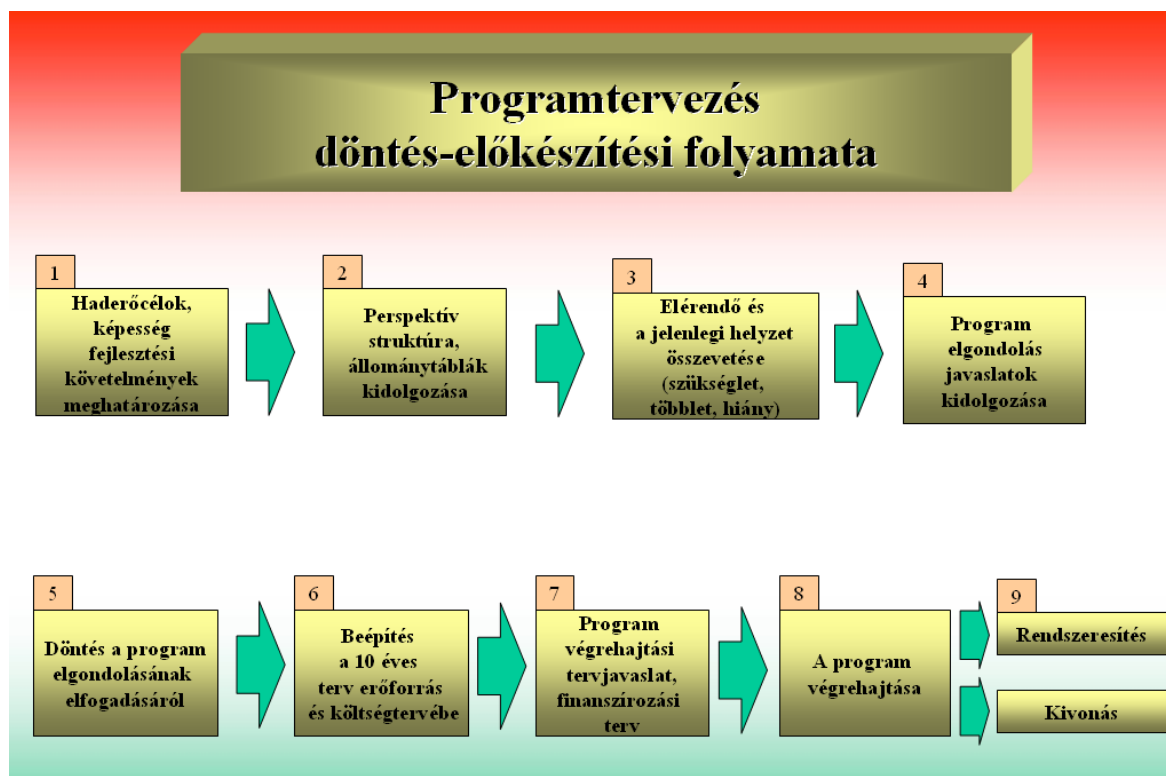 Programtervezés
döntés-előkészítési folyamata
1
Haderőcélok,
képesség
fejlesztési
követelmények
meghatározása
2
Perspektív
struktúra,
állománytáblák
kidolgozása
3
Elérendő és
a jelenlegi helyzet
összevetése
(szükséglet,
többlet, hiány)
4
Program
elgondolás
javaslatok
kidolgozása
5
Döntés a program
elgondolásának
elfogadásáról
6
Beépítés
a 10 éves
terv erőforrás
és költségtervébe
7
Program
végrehajtási
tervjavaslat,
finanszírozási
terv
8
A program
végrehajtása
9
Rendszeresítés
Kivonás